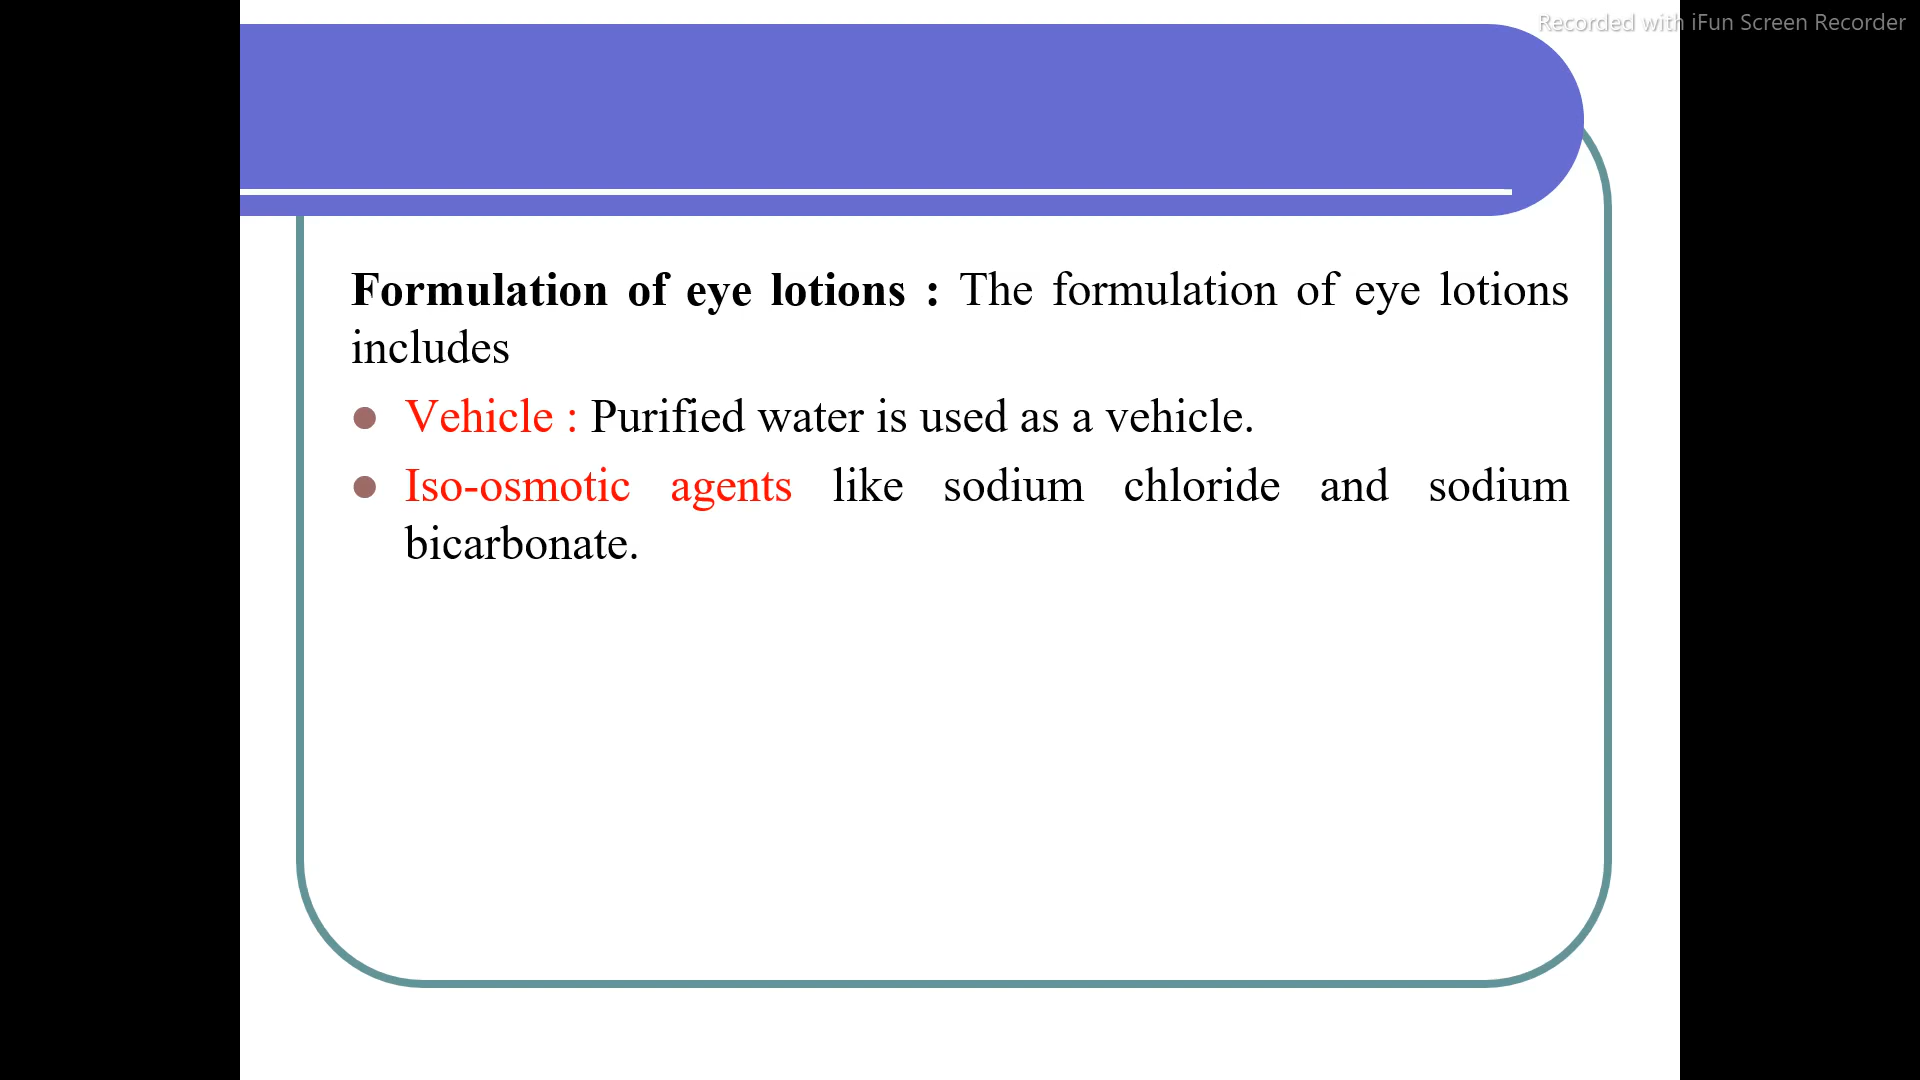 Recorded with iFun Screen Recorder
Formulation of eye lotions : The formulation of eye lotions
includes
Vehicle : Purified water is used as a vehicle.
Iso-osmotic agents like sodium chloride and sodium
bicarbonate.